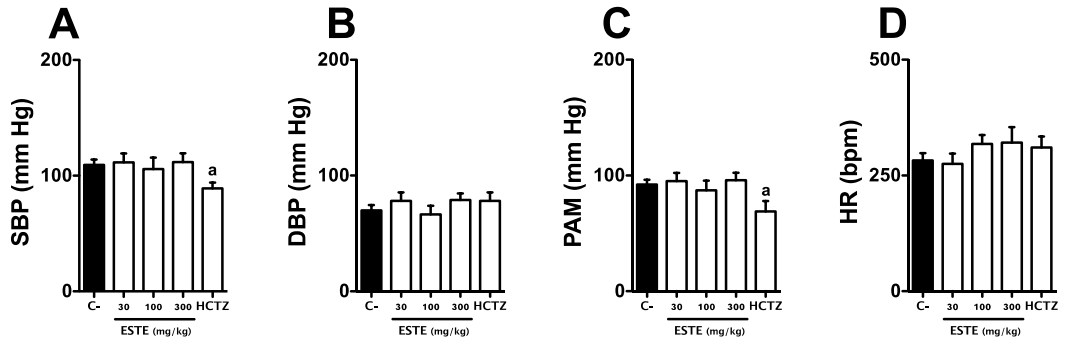 A
SBP (mm Hg)
200
100
0
a
C-
30
100
300
HCTZ
ESTE (mg/kg)
B
DBP (mm Hg)
200
100
0
C-
30
100
300
HCTZ
ESTE (mg/kg)
C
PAM (mm Hg)
200
100
0
a
C-
30
100
300
HCTZ
ESTE (mg/kg)
D
HR (bpm)
500
250
0
C-
30
100
300
HCTZ
ESTE (mg/kg)